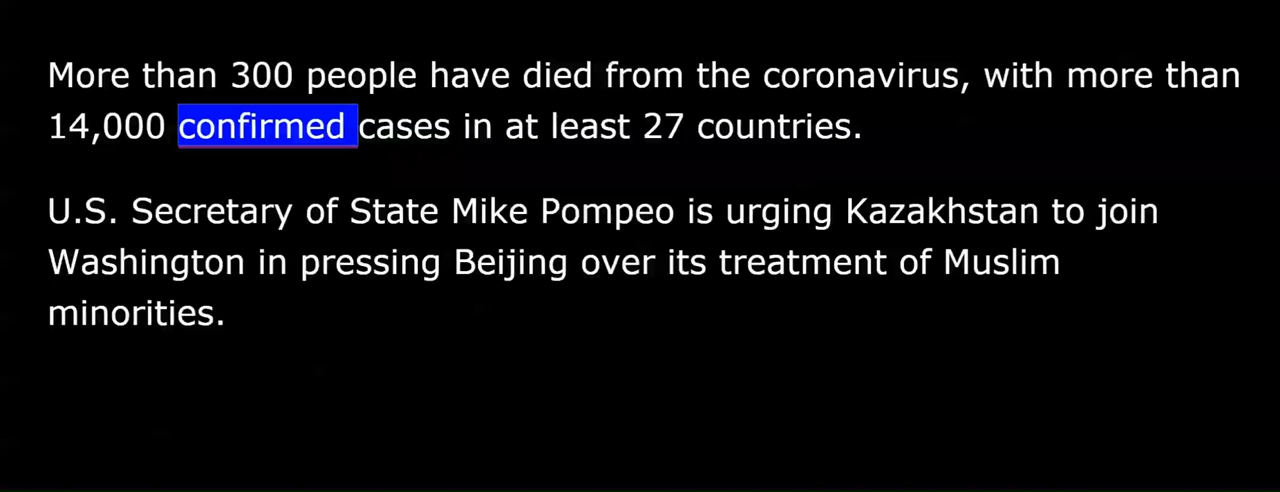 More than 300 people have died from the coronavirus, with more than
14,000 confirmed cases in at least 27 countries.
U.S. Secretary of State Mike Pompeo is urging Kazakhstan to join
Washington in pressing Beijing over its treatment of Muslim
minorities.